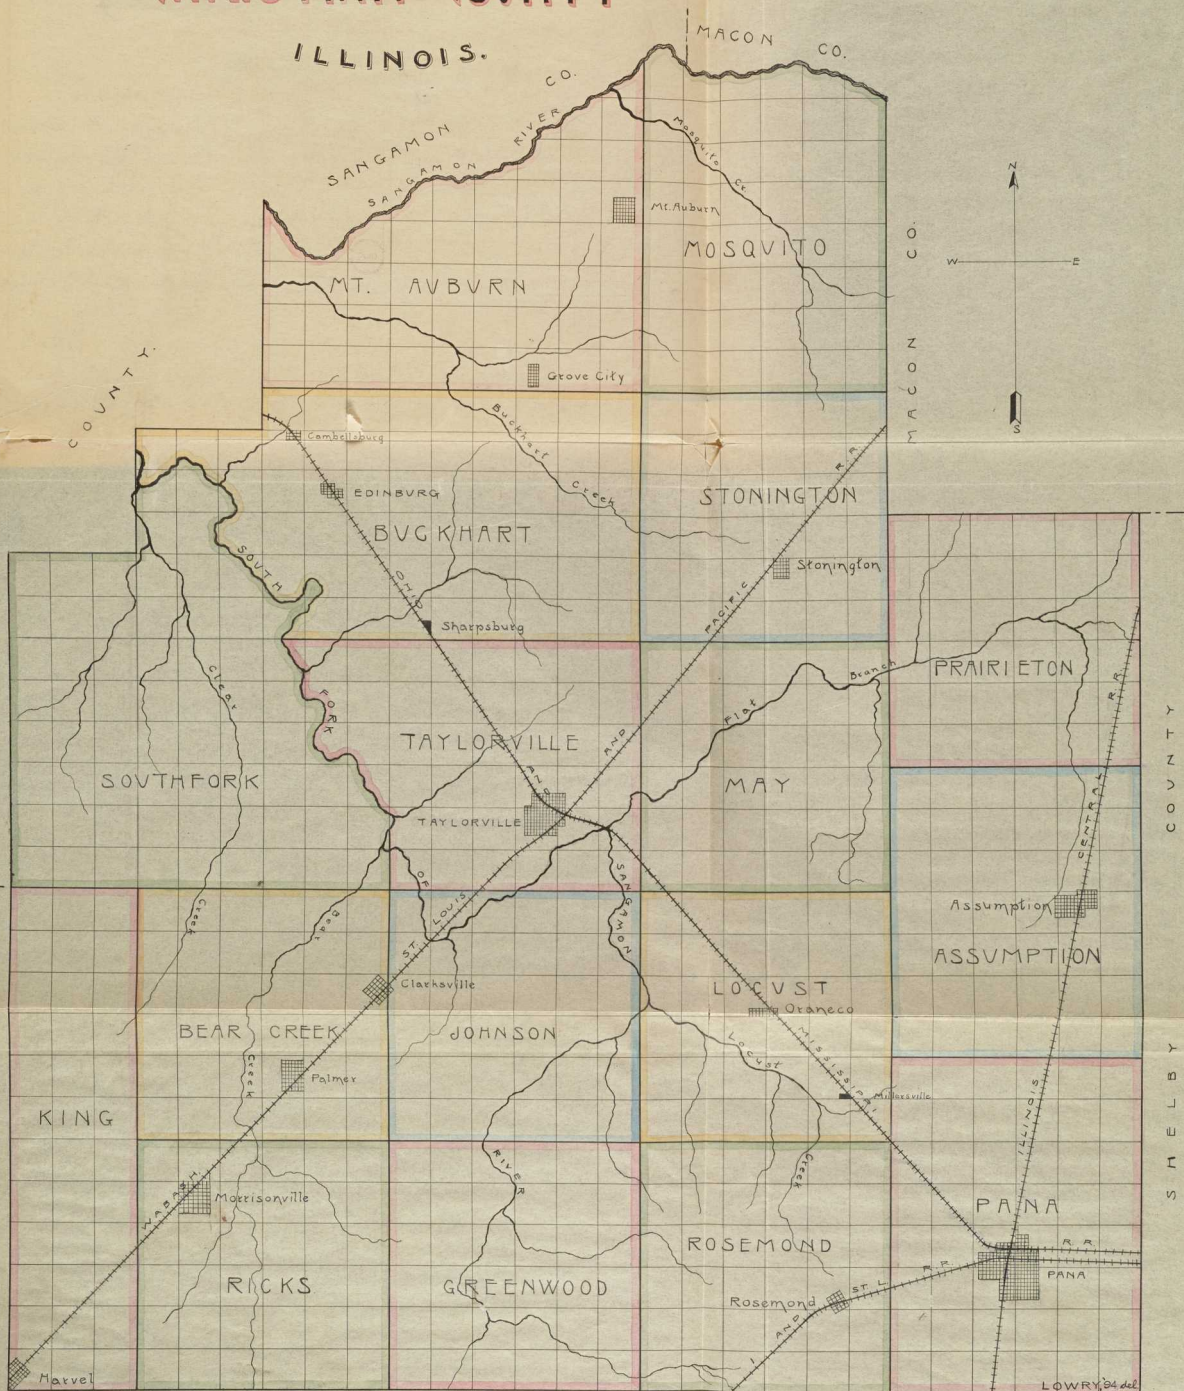 CHRISTIAN COUNTY
ILLINOIS.
MACON CO.
SANGAMON CO.
SANGAMON RIVER
Mosquito Cr.
Mt. Auburn
MOSQUITO
MT. AUBURN
N
W E
S
MACON CO.
COUNTY.
Grove City
Buckhart Creek
Cambellsburg
EDINBURG
BUCKHART
STONINGTON
R.R.
Stonington
SOUTH
OHIO
PACIFIC
Sharpsburg
Clear
Branch
PRAIRIETON
FORK
Flat
R.R.
TAYLORVILLE
AND
AND
SOUTHFORK
MAY
COUNTY
TAYLORVILLE
CENTRAL
OF
SANGAMON
Creek
Bear
ST. LOUIS
Assumption
ASSUMPTION
Clarksville
LOCUST
Oraneco
BEAR CREEK
JOHNSON
Locust
MISSISSIPPI
Creek
Palmer
Millersville
SHELBY
KING
ILLINOIS
RIVER
Creek
WABASH
Morrisonville
PANA
ROSEMOND
R.R.
RICKS
GREENWOOD
PANA
Rosemond
I. AND ST. L. R.R.
Harvel
LOWRY, '94 del